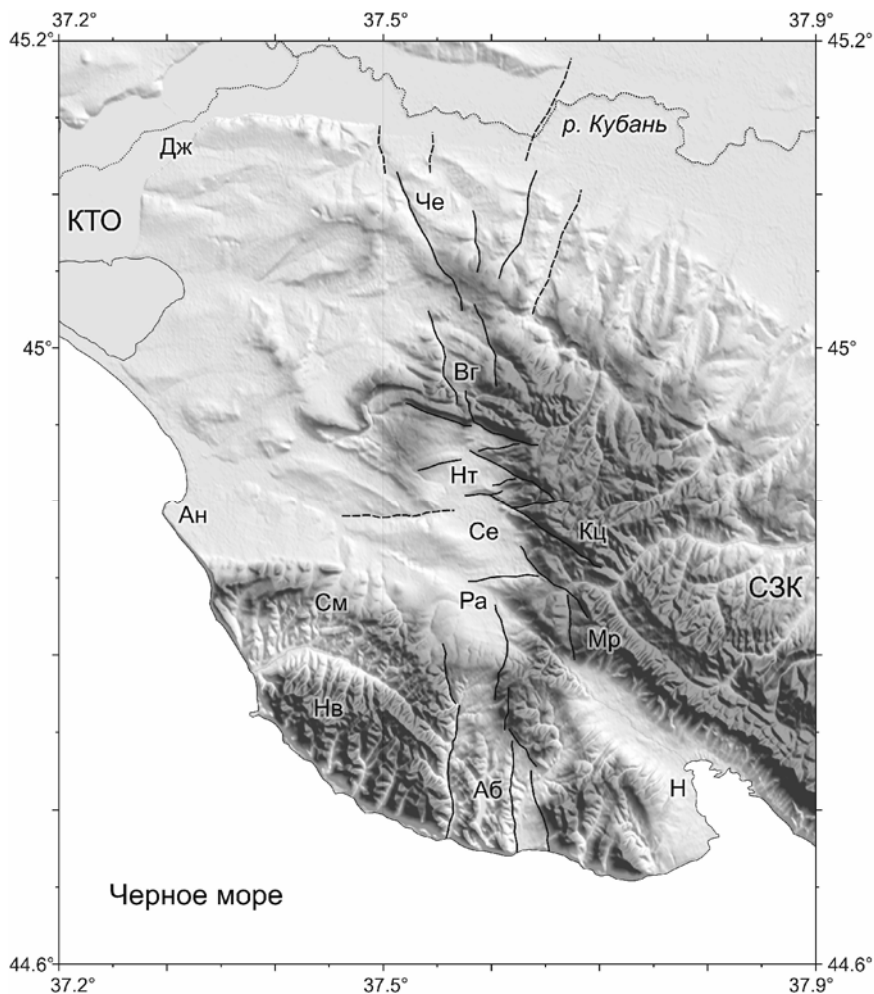 37.2°
37.5°
37.9°
45.2°
45.2°
р. Кубань
Дж
Че
КТО
45°
45°
Вг
Нт
Ан
Се
Кц
СЗК
См
Ра
Мр
Нв
Аб
Н
Черное море
44.6°
44.6°
37.2°
37.5°
37.9°